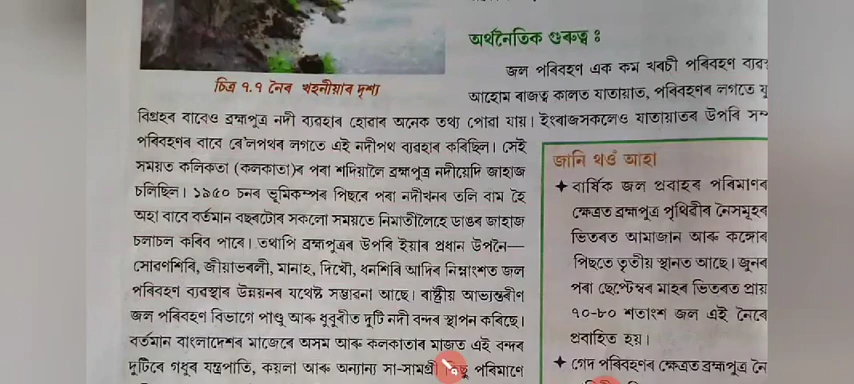 অৰ্থনৈতিক গুৰুত্ব :
জল পৰিবহণ এক কম খৰচী পৰিবহণ
আহোম ৰাজত্ব কালত যাতায়াত, পৰিবহণৰ লগতে
চিত্ৰ ৭.৭ নৈৰ খহনীয়াৰ দৃশ্য
বিগ্ৰহৰ বাবেও ব্ৰহ্মপুত্ৰ নদী ব্যৱহাৰ হোৱাৰ অনেক তথ্য পোৱা যায়। ইংৰাজসকলেও যাতায়াতৰ উপৰি
পৰিবহণৰ বাবে ৰে'লপথৰ লগতে এই নদীপথ ব্যৱহাৰ কৰিছিল। সেই
সময়ত কলিকতা (কলকাতা)ৰ পৰা শদিয়ালৈ ব্ৰহ্মপুত্ৰ নদীয়েদি জাহাজ
চলিছিল। ১৯৫০ চনৰ ভূমিকম্পৰ পিছৰে পৰা নদীখনৰ তলি বাম হৈ
অহা বাবে বৰ্তমান বছৰটোৰ সকলো সময়তে নিমাতীলৈহে ডাঙৰ জাহাজ
চলাচল কৰিব পাৰে। তথাপি ব্ৰহ্মপুত্ৰৰ উপৰি ইয়াৰ প্ৰধান উপনৈ—
সোৱণশিৰি, জীয়াভৰলী, মানাহ, দিখৌ, ধনশিৰি আদিৰ নিম্নাংশত জল
পৰিবহণ ব্যৱস্থাৰ উন্নয়নৰ যথেষ্ট সম্ভাৱনা আছে। ৰাষ্ট্ৰীয় আভ্যন্তৰীণ
জল পৰিবহণ বিভাগে পাণ্ডু আৰু ধুবুৰীত দুটি নদী বন্দৰ স্থাপন কৰিছে।
বৰ্তমান বাংলাদেশৰ মাজেৰে অসম আৰু কলকাতাৰ মাজত এই বন্দৰ
দুটিৰে গধুৰ যন্ত্ৰপাতি, কয়লা আৰু অন্যান্য সা-সামগ্ৰী কিছু পৰিমাণে
জানি থওঁ আহা
✦ বাৰ্ষিক জল প্ৰবাহৰ পৰিমাণৰ
ক্ষেত্ৰত ব্ৰহ্মপুত্ৰ পৃথিৱীৰ নৈসমূহৰ
ভিতৰত আমাজান আৰু কঙ্গোৰ
পিছতে তৃতীয় স্থানত আছে। জুনৰ
পৰা ছেপ্টেম্বৰ মাহৰ ভিতৰত প্ৰায়
৭০-৮০ শতাংশ জল এই নৈৰে
প্ৰবাহিত হয়।
✦ গেদ পৰিবহণৰ ক্ষেত্ৰত ব্ৰহ্মপুত্ৰ নৈ